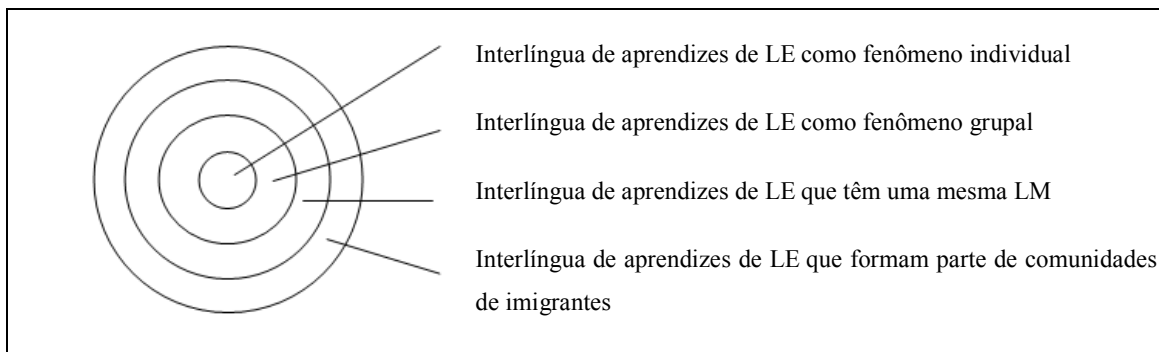 Interlíngua de aprendizes de LE como fenômeno individual
Interlíngua de aprendizes de LE como fenômeno grupal
Interlíngua de aprendizes de LE que têm uma mesma LM
Interlíngua de aprendizes de LE que formam parte de comunidades
de imigrantes